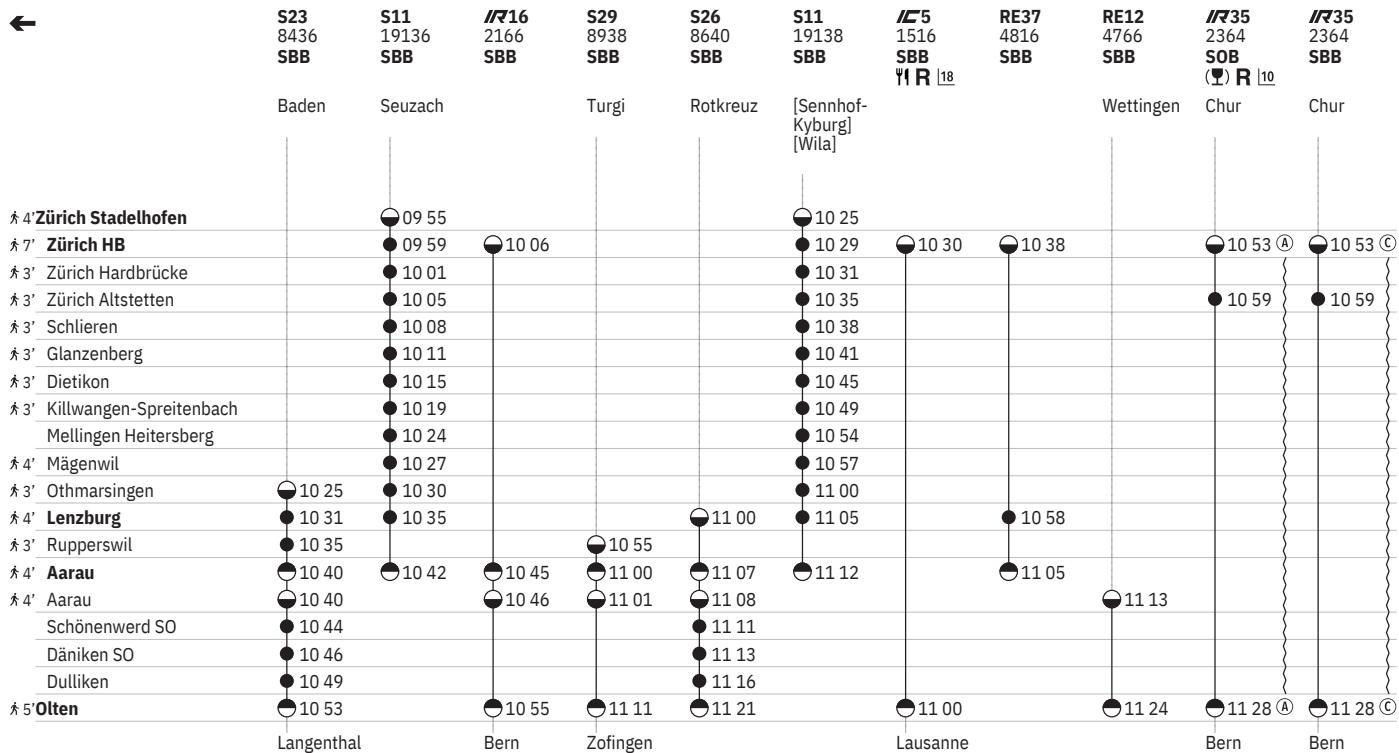 ← S23 S11 IR16 S29 S26 S11 IC5 RE37 RE12 IR35 IR35
8436 19136 2166 8938 8640 19138 1516 4816 4766 2364 2364
SBB SBB SBB SBB SBB SBB SBB SBB SBB SOB SBB
R 18 R 10
Baden Seuzach Turgi Rotkreuz [Sennhof- Wettingen Chur Chur
Kyburg]
[Wila]
4’ Zürich Stadelhofen 09 55 10 25
7’ Zürich HB 09 59 10 06 10 29 10 30 10 38 10 53 Ⓐ 10 53 Ⓒ
3’ Zürich Hardbrücke 10 01 10 31
3’ Zürich Altstetten 10 05 10 35 10 59 10 59
3’ Schlieren 10 08 10 38
3’ Glanzenberg 10 11 10 41
3’ Dietikon 10 15 10 45
3’ Killwangen-Spreitenbach 10 19 10 49
Mellingen Heitersberg 10 24 10 54
4’ Mägenwil 10 27 10 57
3’ Othmarsingen 10 25 10 30 11 00
4’ Lenzburg 10 31 10 35 11 00 11 05 10 58
3’ Rupperswil 10 35 10 55
4’ Aarau 10 40 10 42 10 45 11 00 11 07 11 12 11 05
4’ Aarau 10 40 10 46 11 01 11 08 11 13
Schönenwerd SO 10 44 11 11
Däniken SO 10 46 11 13
Dulliken 10 49 11 16
5’ Olten 10 53 10 55 11 11 11 21 11 00 11 24 11 28 Ⓐ 11 28 Ⓒ
Langenthal Bern Zofingen Lausanne Bern Bern